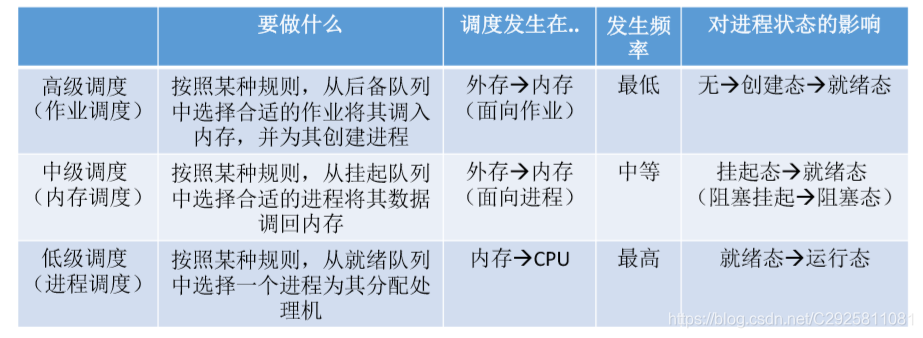 要做什么
调度发生在..
发生频
率
对进程状态的影响
高级调度
（作业调度）
按照某种规则，从后备队列
中选择合适的作业将其调入
内存，并为其创建进程
外存→内存
（面向作业）
最低
无→创建态→就绪态
中级调度
（内存调度）
按照某种规则，从挂起队列
中选择合适的进程将其数据
调回内存
外存→内存
（面向进程）
中等
挂起态→就绪态
（阻塞挂起→阻塞态）
低级调度
（进程调度）
按照某种规则，从就绪队列
中选择一个进程为其分配处
理机
内存→CPU
最高
就绪态→运行态
https://blog.csdn.net/C2925811081